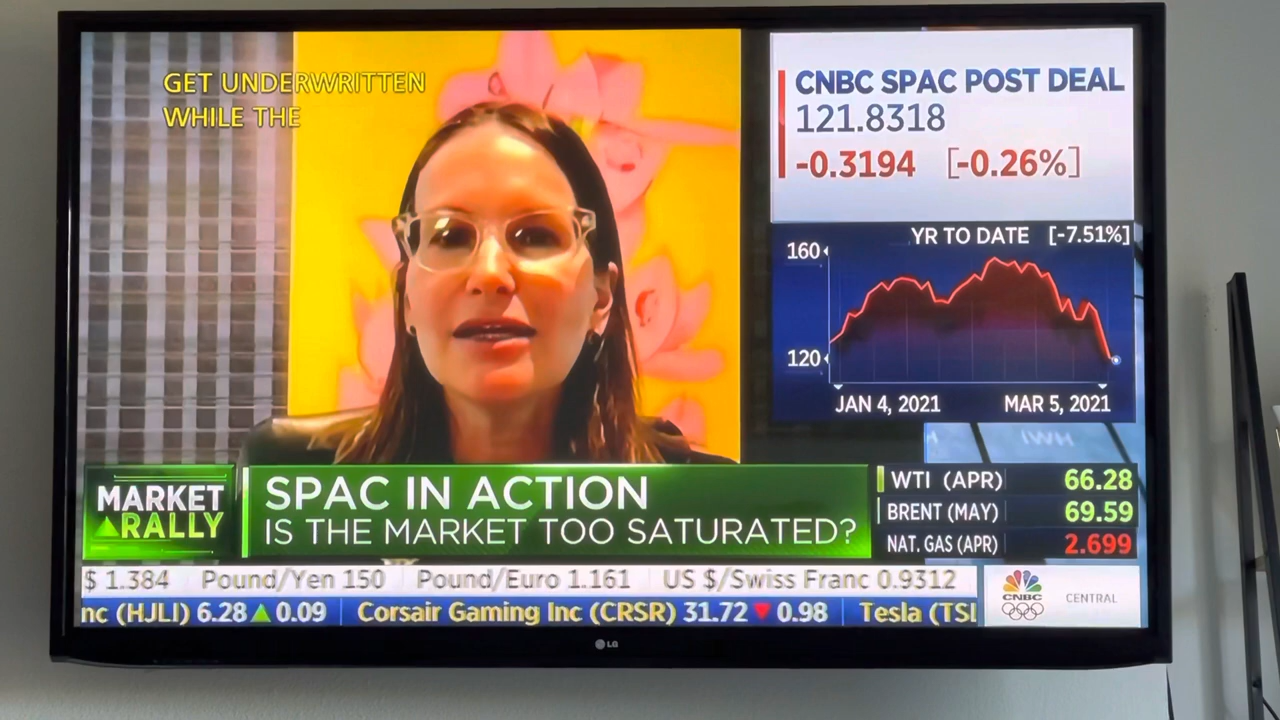 GET UNDERWRITTEN
WHILE THE
CNBC SPAC POST DEAL
121.8318
-0.3194 [-0.26%]
YR TO DATE [-7.51%]
160
120
JAN 4, 2021 MAR 5, 2021
MARKET
RALLY
SPAC IN ACTION
IS THE MARKET TOO SATURATED?
WTI (APR) 66.28
BRENT (MAY) 69.59
NAT. GAS (APR) 2.699
$ 1.384 Pound/Yen 150 Pound/Euro 1.161 US $/Swiss Franc 0.9312
nc (HJLI) 6.28 ▲ 0.09 Corsair Gaming Inc (CRSR) 31.72 ▼ 0.98 Tesla (TSL
CNBC
CENTRAL
LG